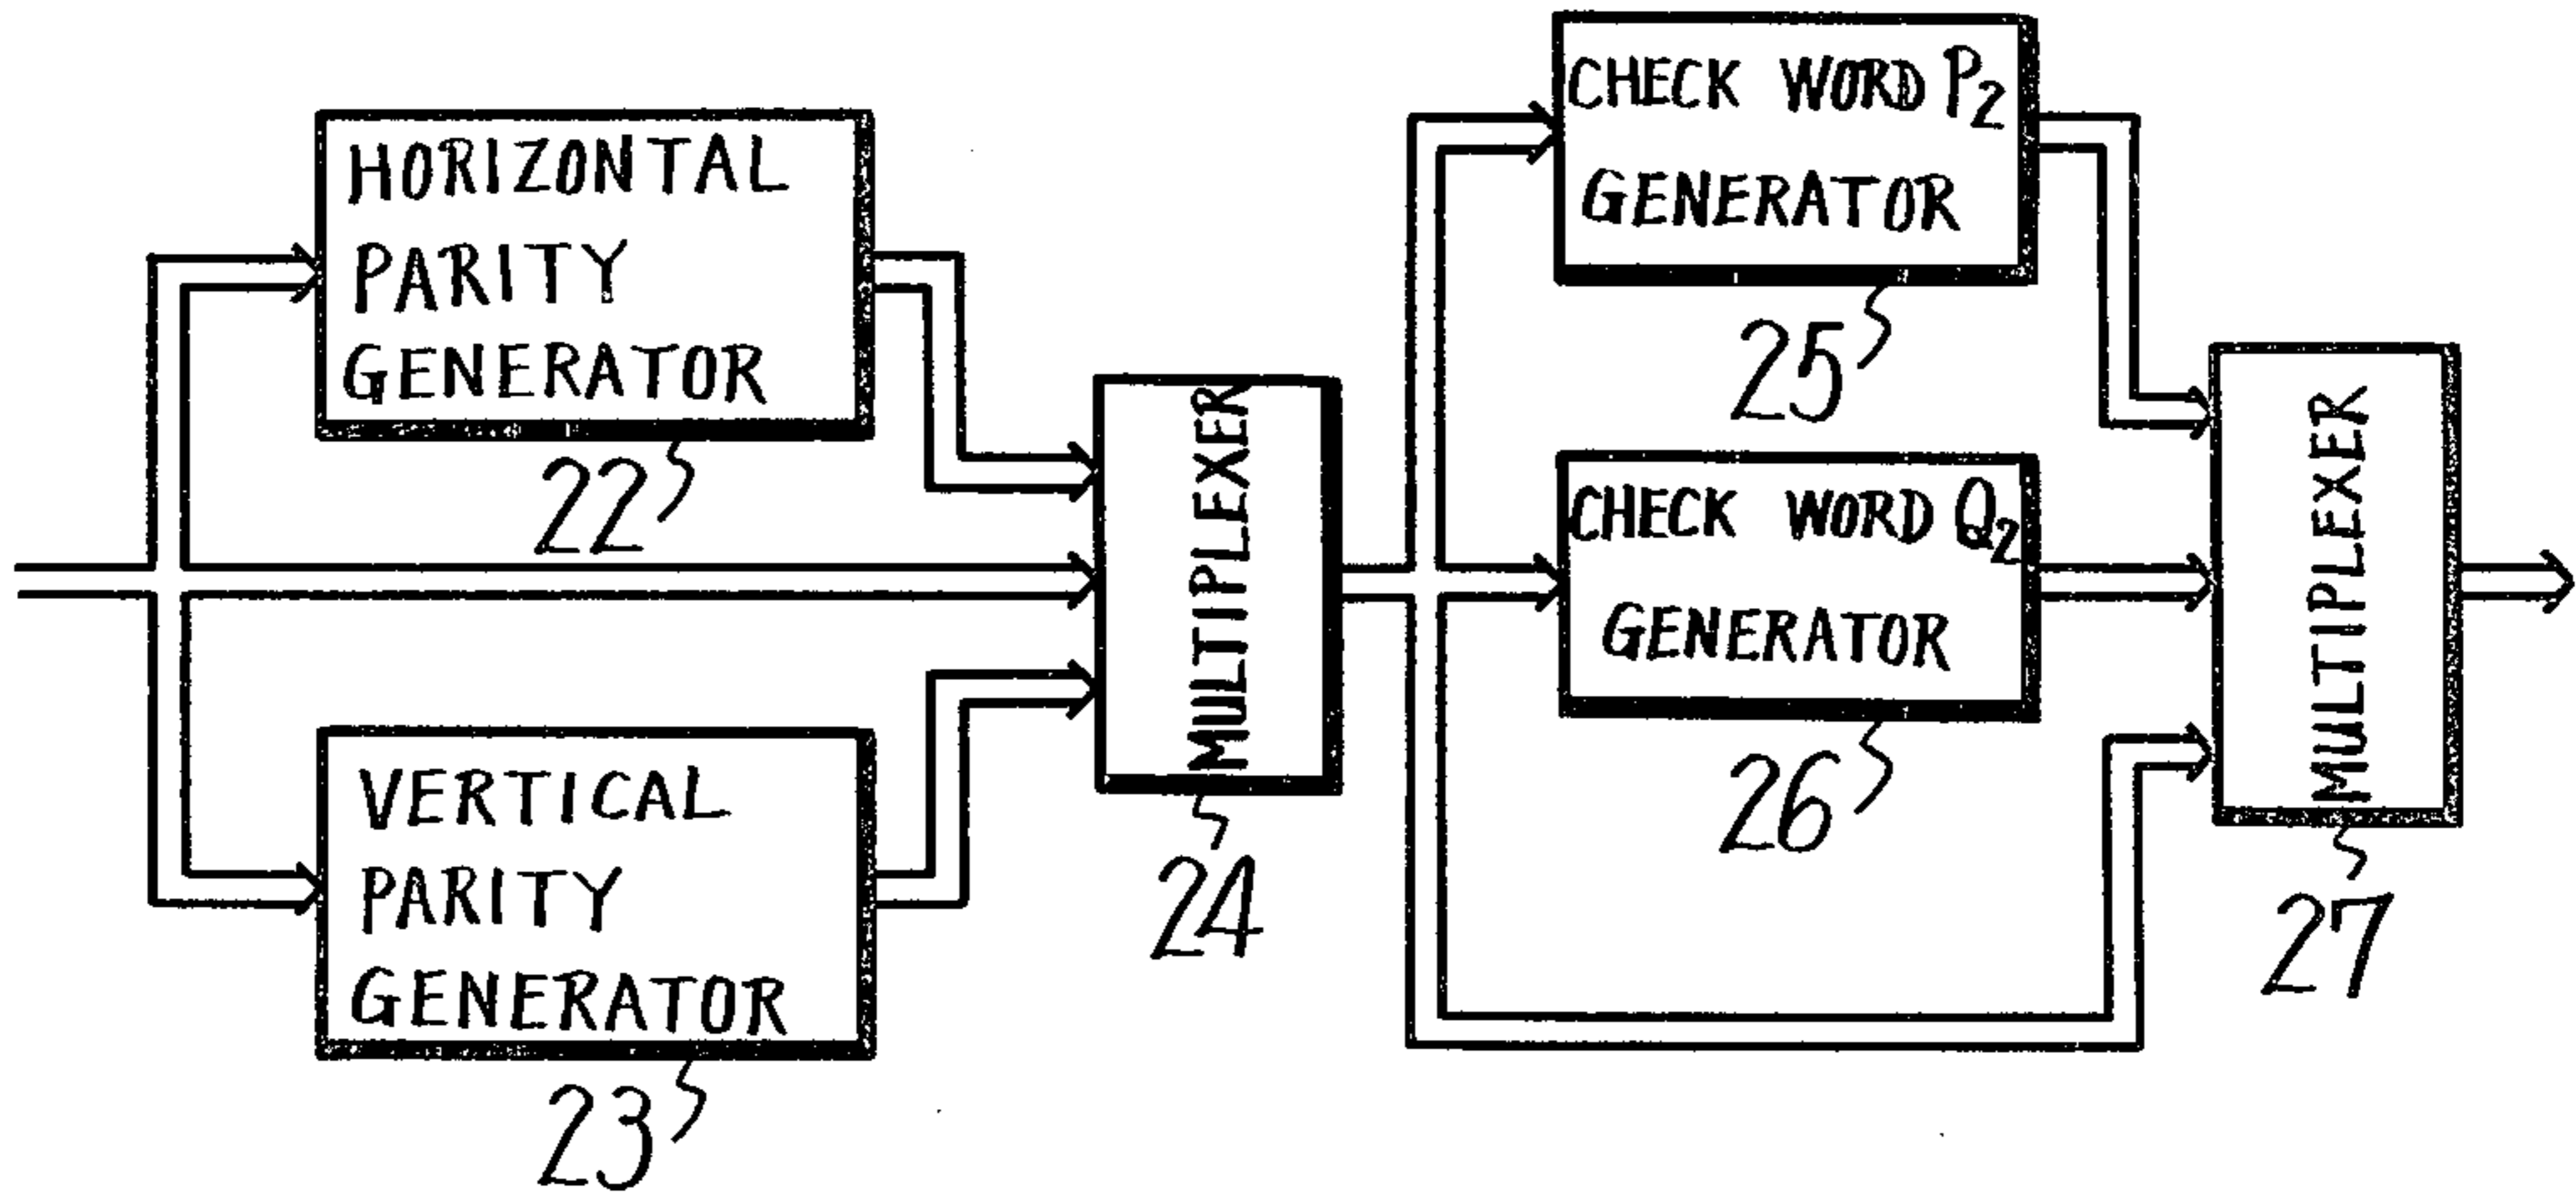 HORIZONTAL
PARITY
GENERATOR
22
VERTICAL
PARITY
GENERATOR
23
MULTIPLEXER
24
CHECK WORD P₂
GENERATOR
25
CHECK WORD Q₂
GENERATOR
26
MULTIPLEXER
27